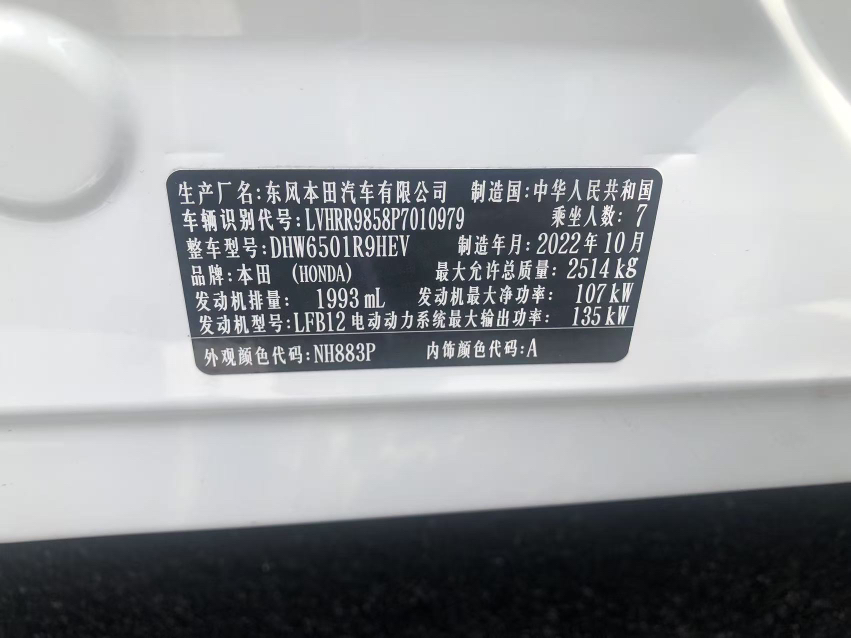 生产厂名:东风本田汽车有限公司 制造国:中华人民共和国
车辆识别代号:LVHRR9858P7010979 乘坐人数:7
整车型号:DHW6501R9HEV 制造年月:2022年10月
品牌:本田 (HONDA) 最大允许总质量:2514kg
发动机排量: 1993mL 发动机最大净功率: 107kW
发动机型号:LFB12 电动动力系统最大输出功率: 135kW
外观颜色代码:NH883P 内饰颜色代码:A